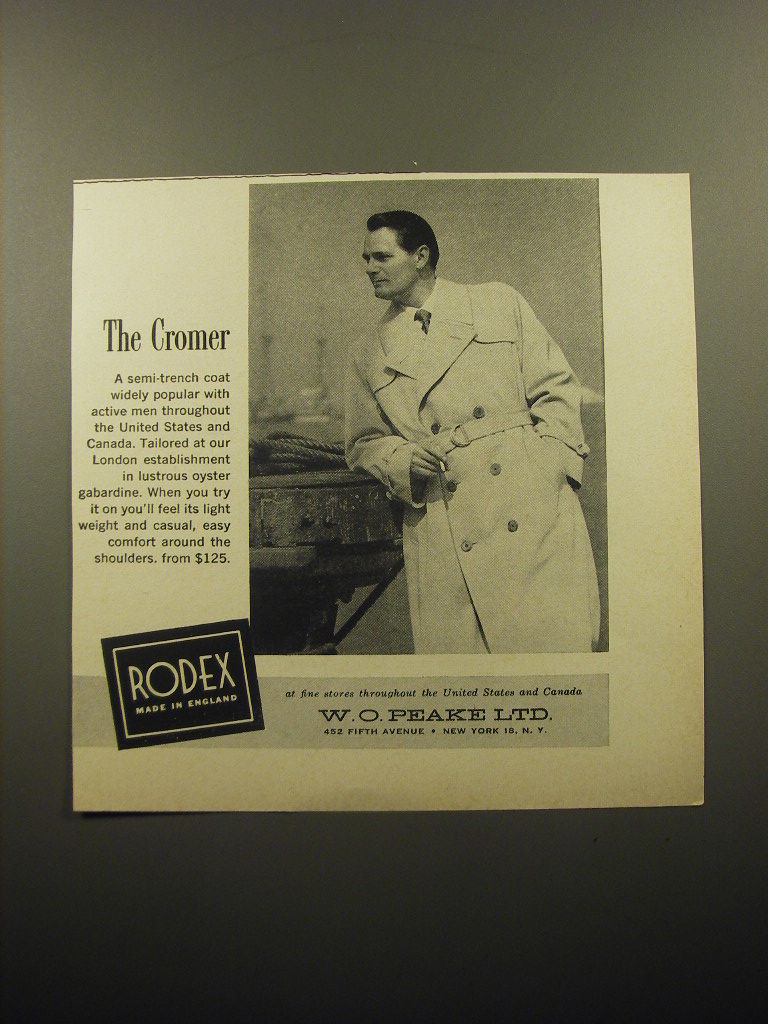 The Cromer
A semi-trench coat
widely popular with
active men throughout
the United States and
Canada. Tailored at our
London establishment
in lustrous oyster
gabardine. When you try
it on you'll feel its light
weight and casual, easy
comfort around the
shoulders. from $125.
RODEX
MADE IN ENGLAND
at fine stores throughout the United States and Canada
W. O. PEAKE LTD.
452 FIFTH AVENUE • NEW YORK 18, N. Y.